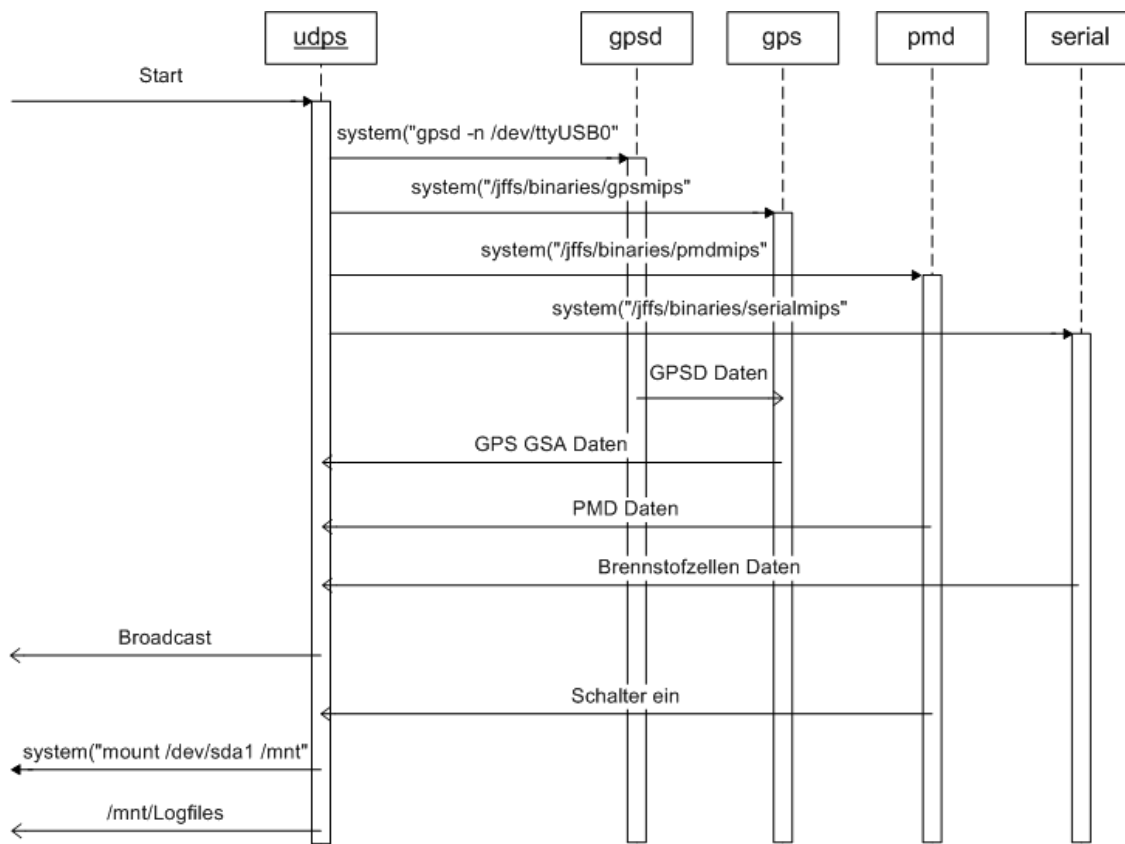 udps
gpsd
gps
pmd
serial
Start
system("gpsd -n /dev/ttyUSB0"
system("/jffs/binaries/gpsmips"
system("/jffs/binaries/pmdmips"
system("/jffs/binaries/serialmips"
GPSD Daten
GPS GSA Daten
PMD Daten
Brennstofzellen Daten
Broadcast
Schalter ein
system("mount /dev/sda1 /mnt"
/mnt/Logfiles